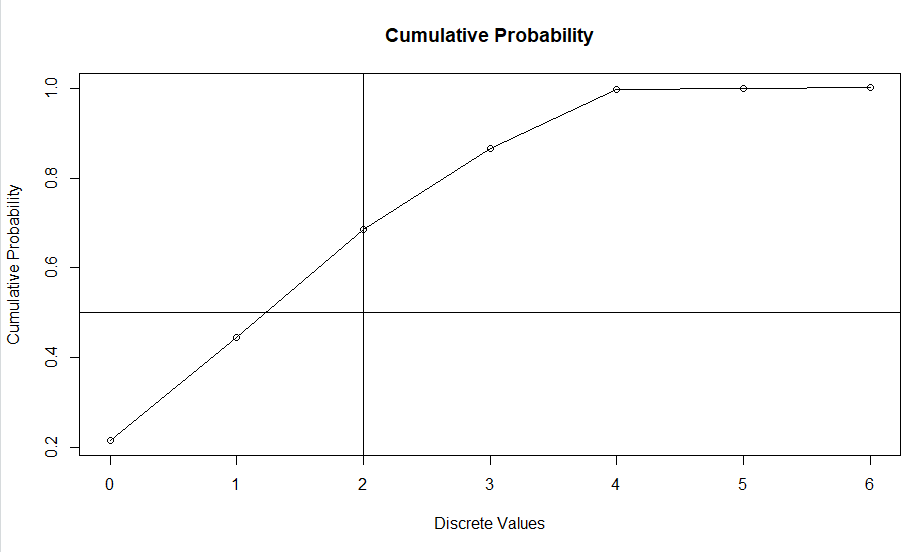 Cumulative Probability
Cumulative Probability
1.0
0.8
0.6
0.4
0.2
0 1 2 3 4 5 6
Discrete Values